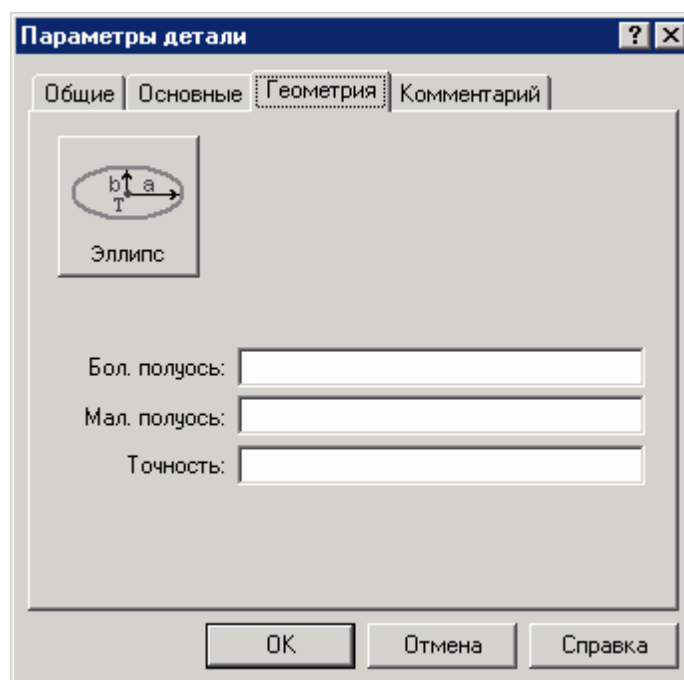 Параметры детали
Общие Основные Геометрия Комментарий
b a
T
Эллипс
Бол. полуось:
Мал. полуось:
Точность:
OK Отмена Справка